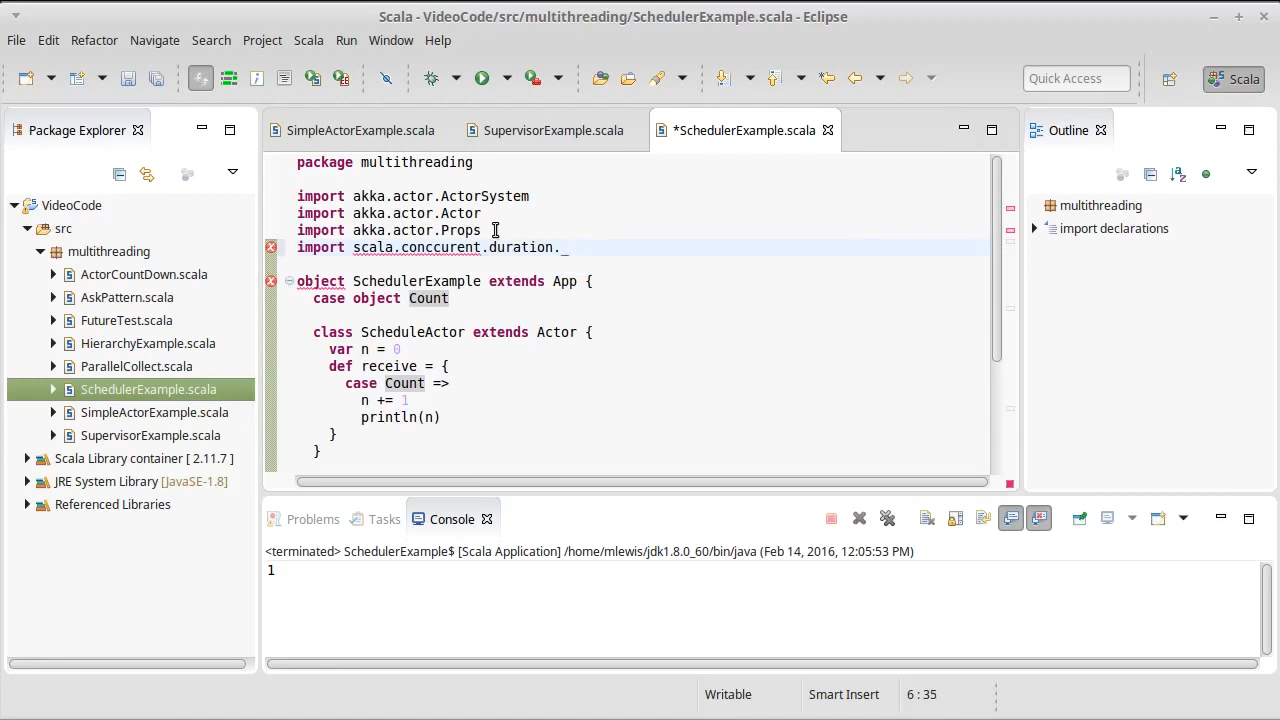 Scala - VideoCode/src/multithreading/SchedulerExample.scala - Eclipse
File Edit Refactor Navigate Search Project Scala Run Window Help
Quick Access
Scala
Package Explorer
SimpleActorExample.scala
SupervisorExample.scala
*SchedulerExample.scala
Outline
VideoCode
src
multithreading
ActorCountDown.scala
AskPattern.scala
FutureTest.scala
HierarchyExample.scala
ParallelCollect.scala
SchedulerExample.scala
SimpleActorExample.scala
SupervisorExample.scala
Scala Library container [ 2.11.7 ]
JRE System Library [JavaSE-1.8]
Referenced Libraries
package multithreading
import akka.actor.ActorSystem
import akka.actor.Actor
import akka.actor.Props
import scala.conccurent.duration._
object SchedulerExample extends App {
case object Count
class ScheduleActor extends Actor {
var n = 0
def receive = {
case Count =>
n += 1
println(n)
}
}
multithreading
import declarations
Problems
Tasks
Console
<terminated> SchedulerExample$ [Scala Application] /home/mlewis/jdk1.8.0_60/bin/java (Feb 14, 2016, 12:05:53 PM)
1
Writable
Smart Insert
6 : 35